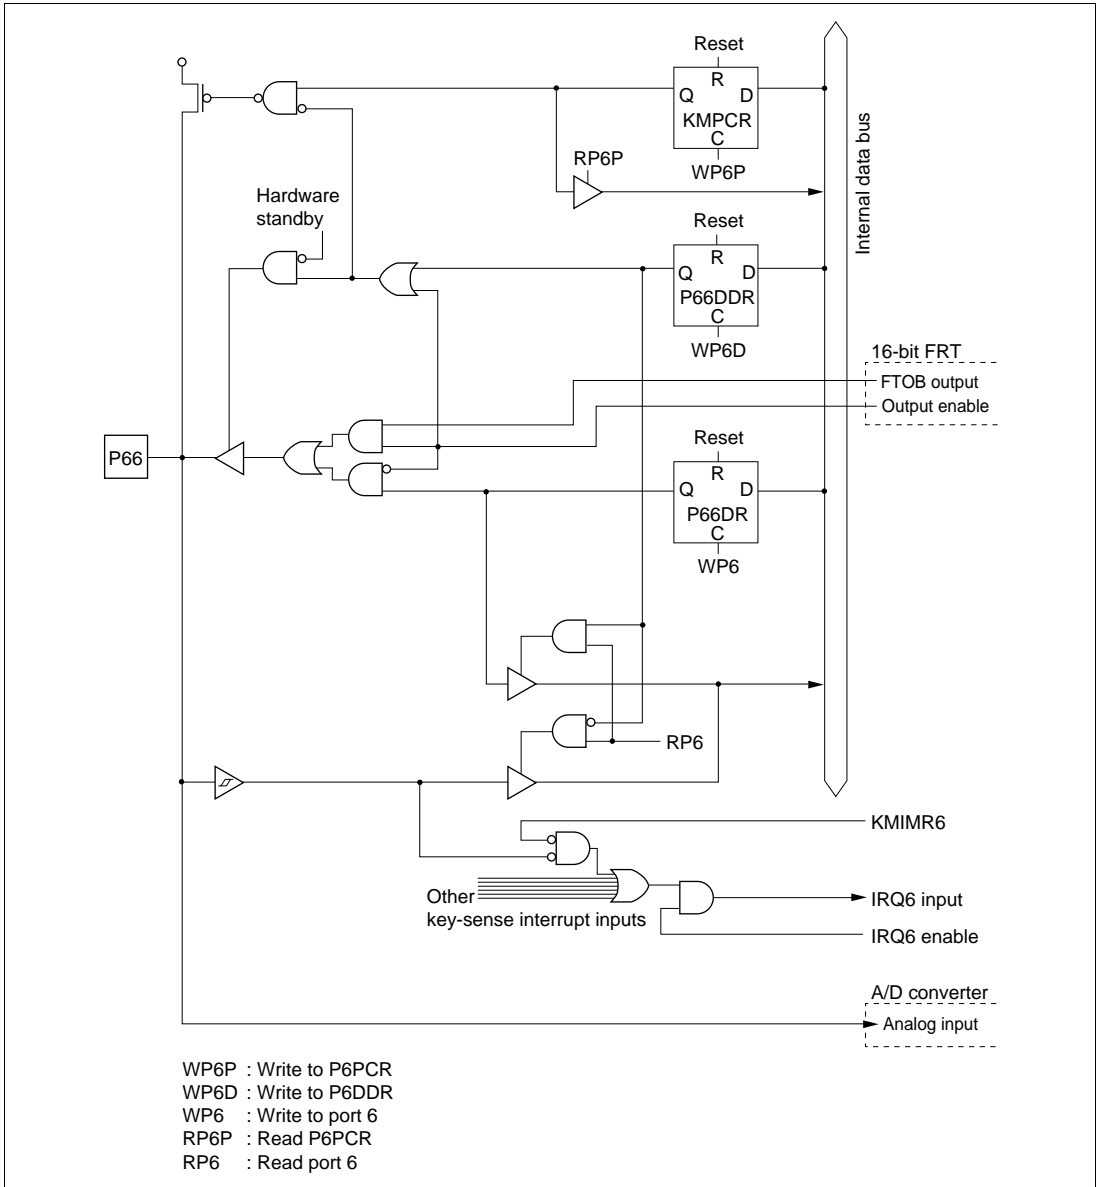 Reset
R
Q D
KMPCR
C
WP6P
RP6P
Hardware
standby
Internal data bus
Reset
R
Q D
P66DDR
C
WP6D
16-bit FRT
FTOB output
Output enable
Reset
R
P66
Q D
P66DR
C
WP6
RP6
KMIMR6
Other
key-sense interrupt inputs
IRQ6 input
IRQ6 enable
A/D converter
Analog input
WP6P : Write to P6PCR
WP6D : Write to P6DDR
WP6 : Write to port 6
RP6P : Read P6PCR
RP6 : Read port 6